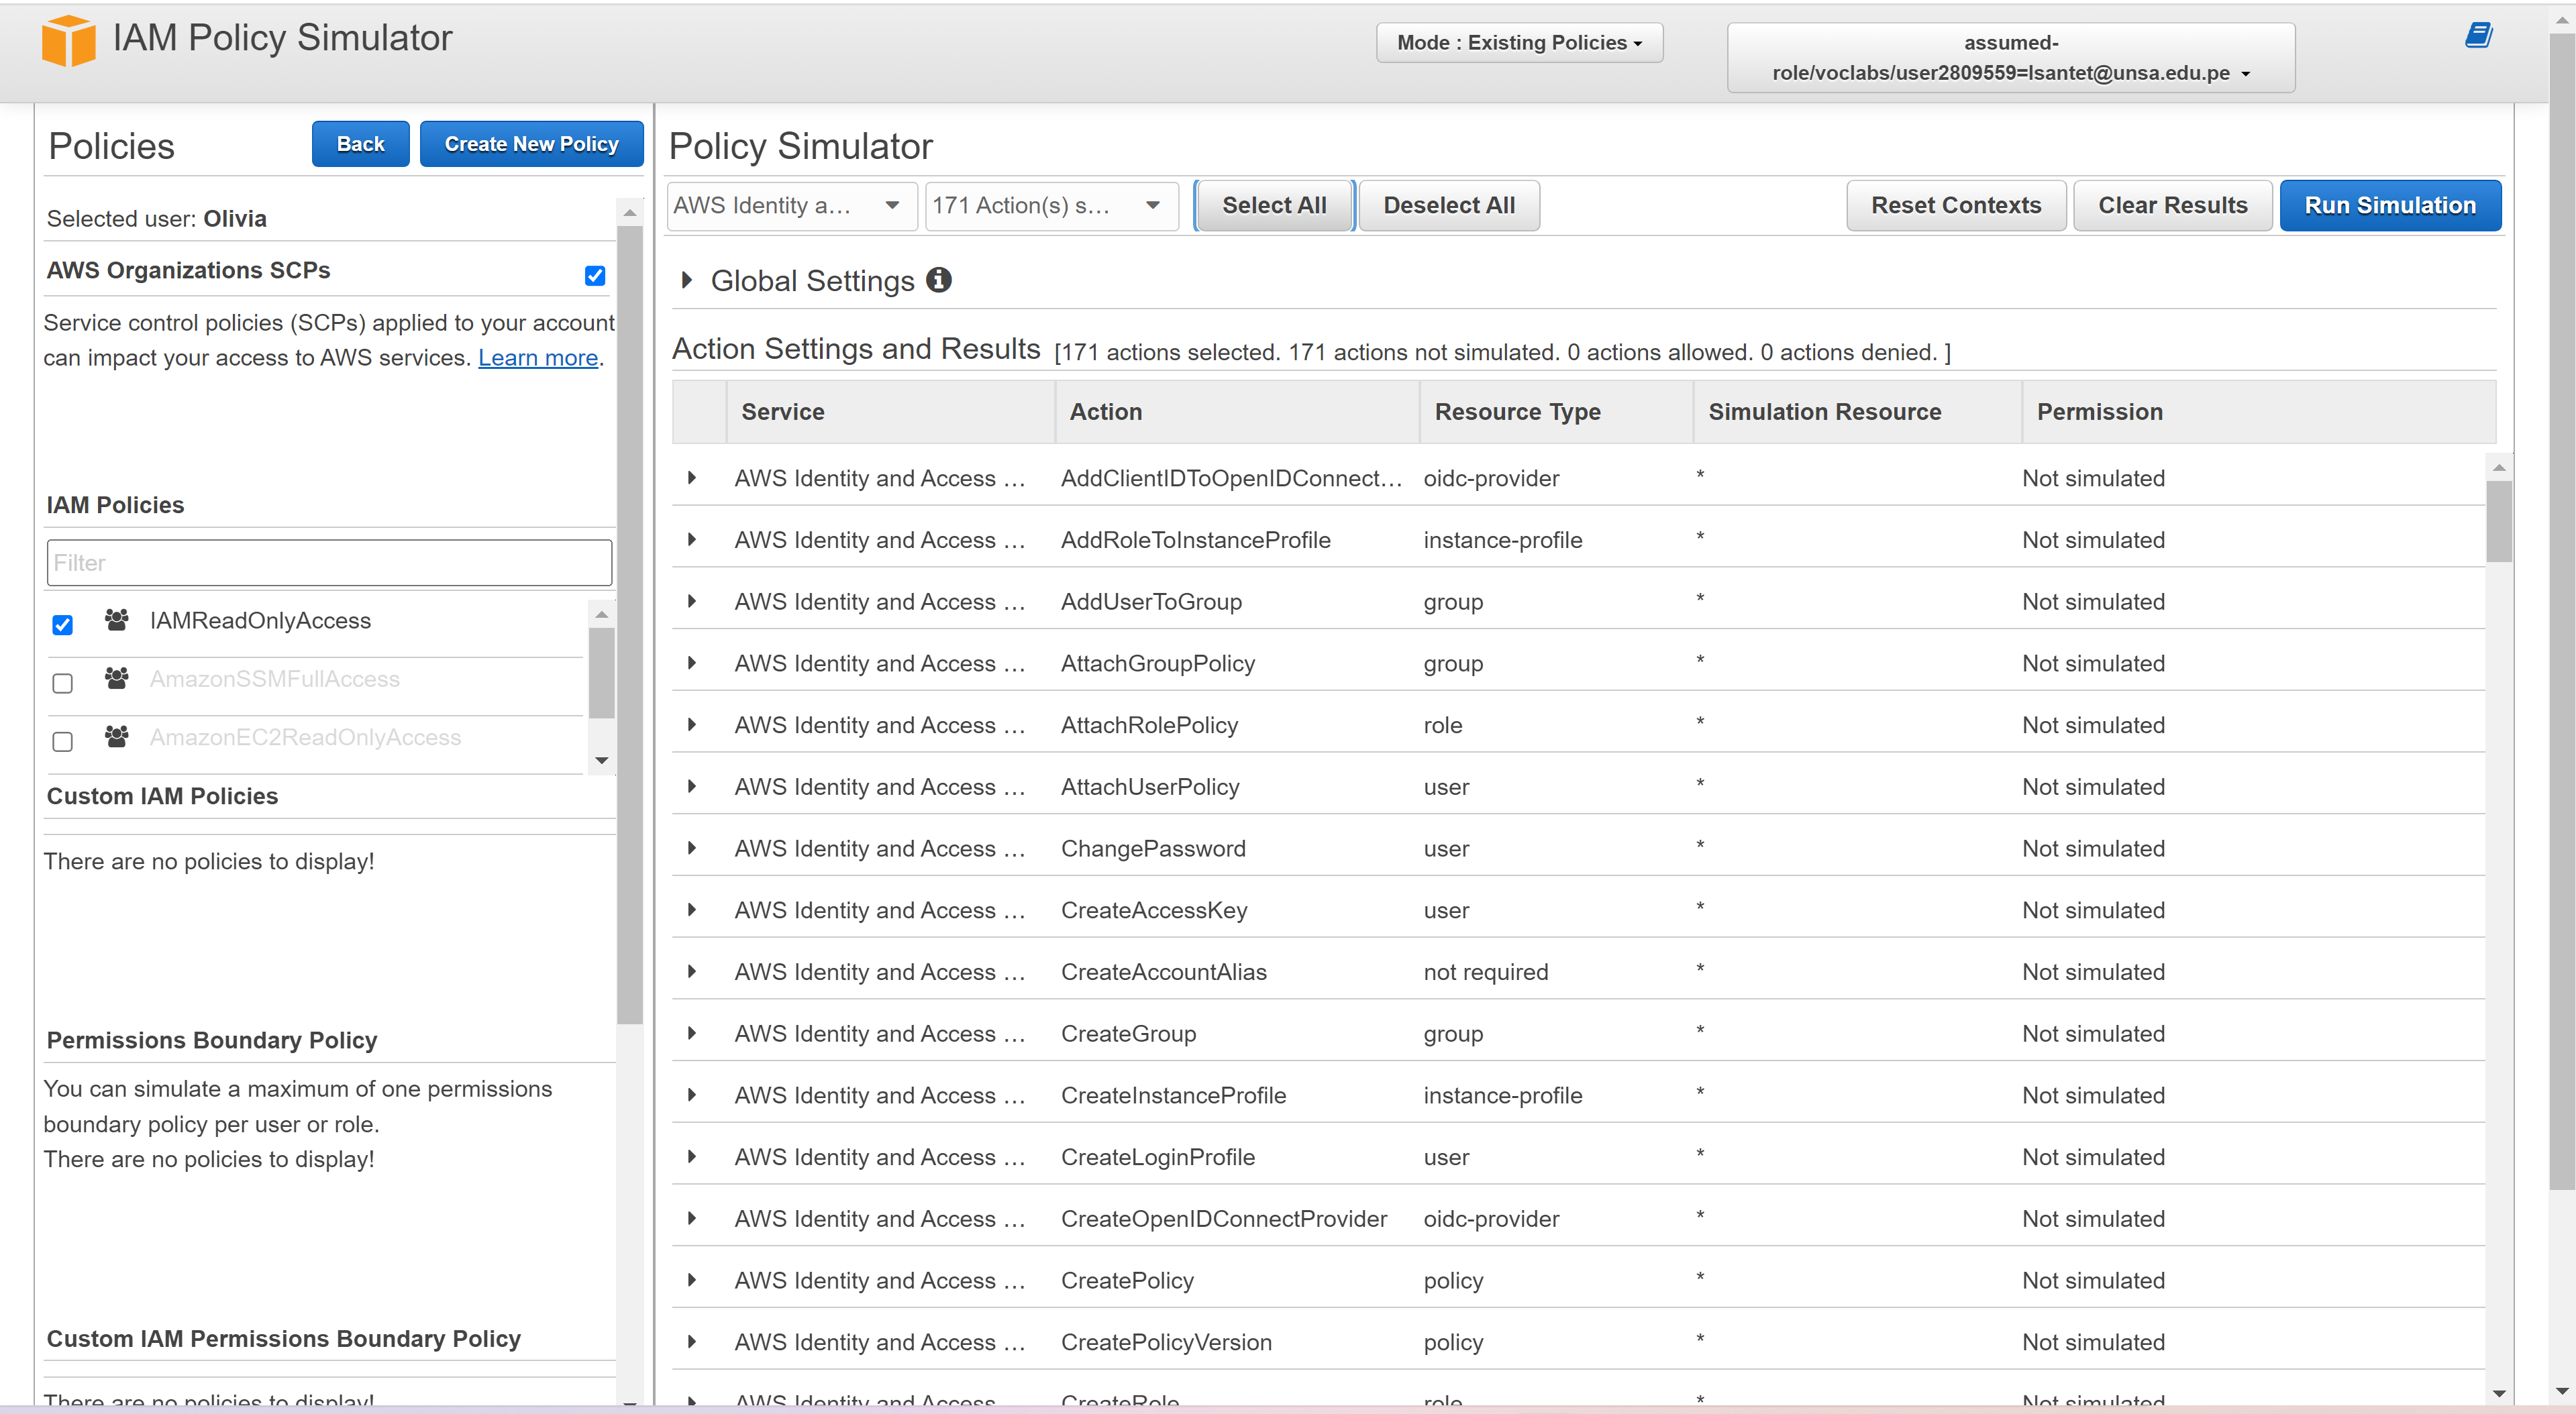 IAM Policy Simulator
Mode : Existing Policies
assumed-
role/voclabs/user2809559=lsantet@unsa.edu.pe
Policies
Back
Create New Policy
Selected user: Olivia
AWS Organizations SCPs
Service control policies (SCPs) applied to your account
can impact your access to AWS services. Learn more.
IAM Policies
Filter
IAMReadOnlyAccess
AmazonSSMFullAccess
AmazonEC2ReadOnlyAccess
Custom IAM Policies
There are no policies to display!
Permissions Boundary Policy
You can simulate a maximum of one permissions
boundary policy per user or role.
There are no policies to display!
Custom IAM Permissions Boundary Policy
There are no policies to display!
Policy Simulator
AWS Identity a...
171 Action(s) s...
Select All
Deselect All
Reset Contexts
Clear Results
Run Simulation
Global Settings
Action Settings and Results [171 actions selected. 171 actions not simulated. 0 actions allowed. 0 actions denied. ]
Service Action Resource Type Simulation Resource Permission
AWS Identity and Access ... AddClientIDToOpenIDConnect... oidc-provider * Not simulated
AWS Identity and Access ... AddRoleToInstanceProfile instance-profile * Not simulated
AWS Identity and Access ... AddUserToGroup group * Not simulated
AWS Identity and Access ... AttachGroupPolicy group * Not simulated
AWS Identity and Access ... AttachRolePolicy role * Not simulated
AWS Identity and Access ... AttachUserPolicy user * Not simulated
AWS Identity and Access ... ChangePassword user * Not simulated
AWS Identity and Access ... CreateAccessKey user * Not simulated
AWS Identity and Access ... CreateAccountAlias not required * Not simulated
AWS Identity and Access ... CreateGroup group * Not simulated
AWS Identity and Access ... CreateInstanceProfile instance-profile * Not simulated
AWS Identity and Access ... CreateLoginProfile user * Not simulated
AWS Identity and Access ... CreateOpenIDConnectProvider oidc-provider * Not simulated
AWS Identity and Access ... CreatePolicy policy * Not simulated
AWS Identity and Access ... CreatePolicyVersion policy * Not simulated
AWS Identity and Access ... CreateRole role * Not simulated